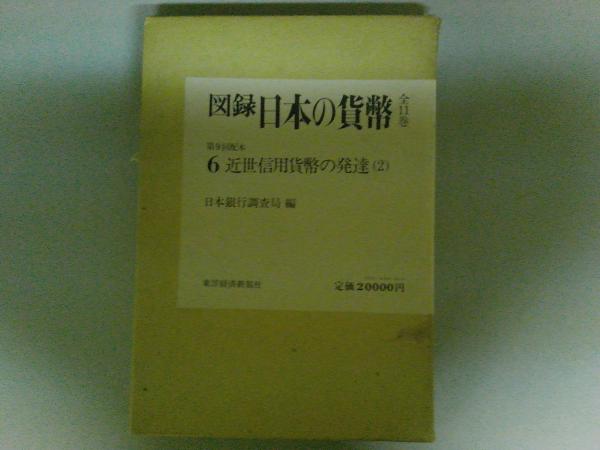 図録 日本の貨幣 全11巻
第9回配本
6 近世信用貨幣の発達(2)
日本銀行調査局 編
東洋経済新報社
定価20000円